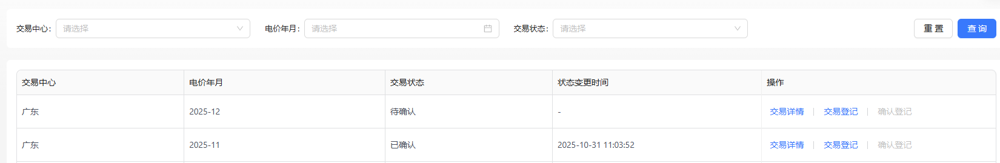 交易中心: 请选择 电价年月: 请选择 交易状态: 请选择 重 置 查 询
交易中心 电价年月 交易状态 状态变更时间 操作
广东 2025-12 待确认 - 交易详情 交易登记 确认登记
广东 2025-11 已确认 2025-10-31 11:03:52 交易详情 交易登记 确认登记